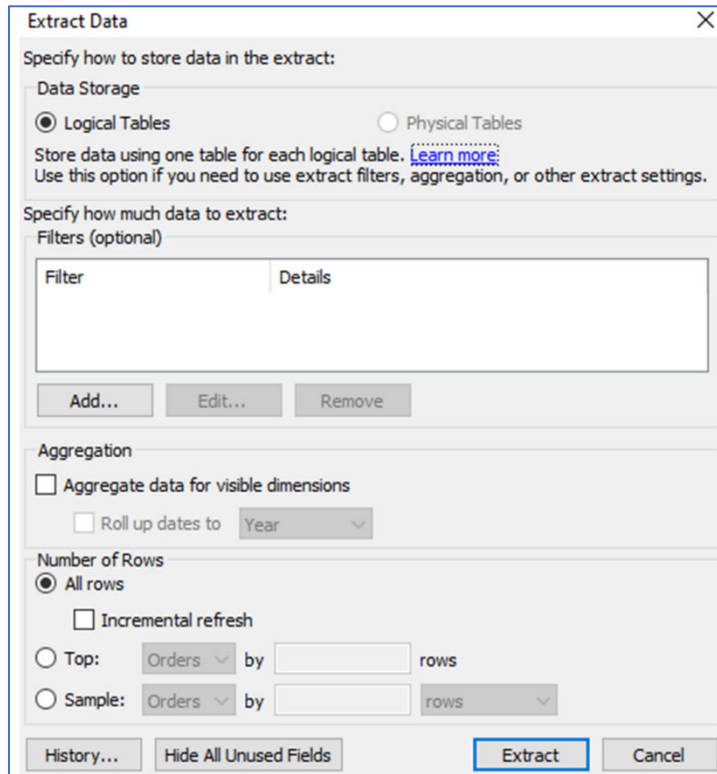 Extract Data
Specify how to store data in the extract:
Data Storage
Logical Tables Physical Tables
Store data using one table for each logical table. Learn more
Use this option if you need to use extract filters, aggregation, or other extract settings.
Specify how much data to extract:
Filters (optional)
Filter Details
Add... Edit... Remove
Aggregation
Aggregate data for visible dimensions
Roll up dates to Year
Number of Rows
All rows
Incremental refresh
Top: Orders by rows
Sample: Orders by rows
History... Hide All Unused Fields Extract Cancel